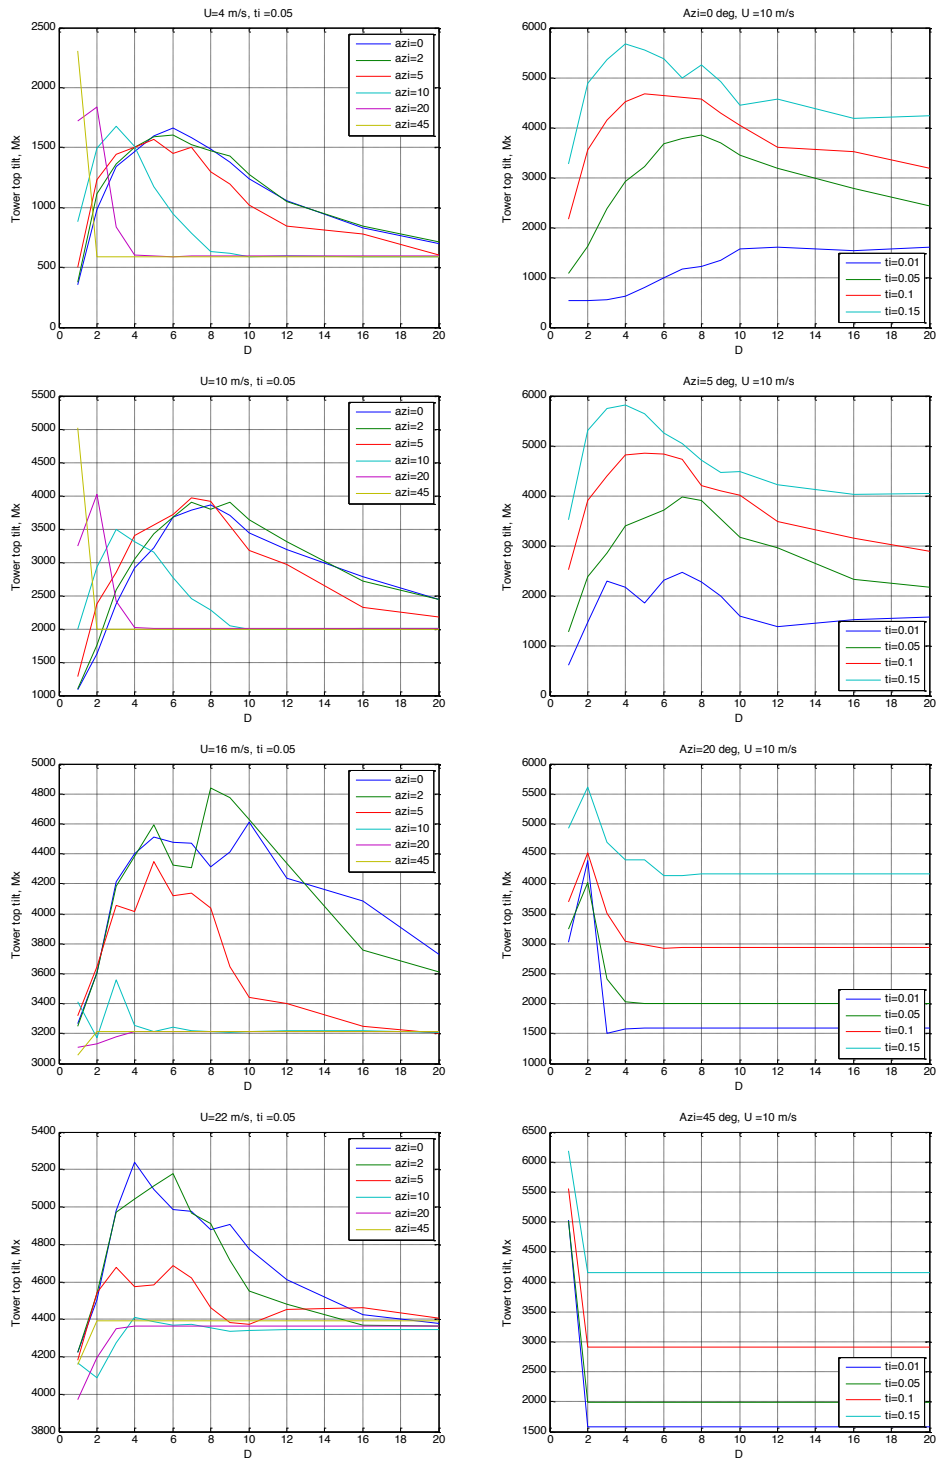 U=4 m/s, ti =0.05
Tower top tilt, Mx
2500
2000
1500
1000
500
0
0 2 4 6 8 10 12 14 16 18 20
D
azi=0
azi=2
azi=5
azi=10
azi=20
azi=45
Azi=0 deg, U =10 m/s
Tower top tilt, Mx
6000
5000
4000
3000
2000
1000
0
0 2 4 6 8 10 12 14 16 18 20
D
ti=0.01
ti=0.05
ti=0.1
ti=0.15
U=10 m/s, ti =0.05
Tower top tilt, Mx
5500
5000
4500
4000
3500
3000
2500
2000
1500
1000
0 2 4 6 8 10 12 14 16 18 20
D
azi=0
azi=2
azi=5
azi=10
azi=20
azi=45
Azi=5 deg, U =10 m/s
Tower top tilt, Mx
6000
5000
4000
3000
2000
1000
0
0 2 4 6 8 10 12 14 16 18 20
D
ti=0.01
ti=0.05
ti=0.1
ti=0.15
U=16 m/s, ti =0.05
Tower top tilt, Mx
5000
4800
4600
4400
4200
4000
3800
3600
3400
3200
3000
0 2 4 6 8 10 12 14 16 18 20
D
azi=0
azi=2
azi=5
azi=10
azi=20
azi=45
Azi=20 deg, U =10 m/s
Tower top tilt, Mx
6000
5500
5000
4500
4000
3500
3000
2500
2000
1500
1000
0 2 4 6 8 10 12 14 16 18 20
D
ti=0.01
ti=0.05
ti=0.1
ti=0.15
U=22 m/s, ti =0.05
Tower top tilt, Mx
5400
5200
5000
4800
4600
4400
4200
4000
3800
0 2 4 6 8 10 12 14 16 18 20
D
azi=0
azi=2
azi=5
azi=10
azi=20
azi=45
Azi=45 deg, U =10 m/s
Tower top tilt, Mx
6500
6000
5500
5000
4500
4000
3500
3000
2500
2000
1500
0 2 4 6 8 10 12 14 16 18 20
D
ti=0.01
ti=0.05
ti=0.1
ti=0.15